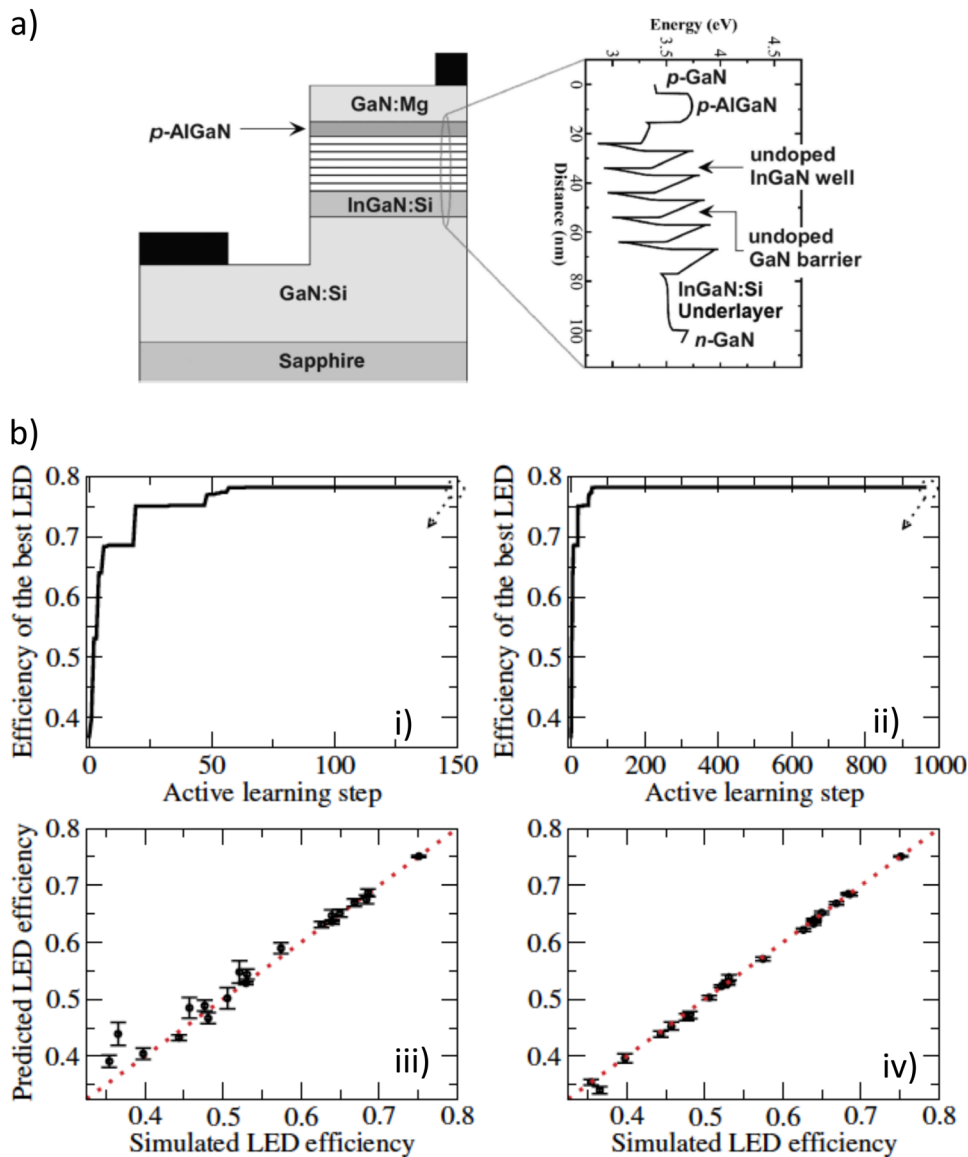 a)
GaN:Mg
p-AlGaN
InGaN:Si
GaN:Si
Sapphire
Energy (eV)
3 3.5 4 4.5
p-GaN
p-AlGaN
undoped
InGaN well
undoped
GaN barrier
InGaN:Si
Underlayer
n-GaN
Distance (nm)
0
20
40
60
80
100
b)
Efficiency of the best LED
0.8
0.7
0.6
0.5
0.4
0 50 100 150
Active learning step
i)
Efficiency of the best LED
0.8
0.7
0.6
0.5
0.4
0 200 400 600 800 1000
Active learning step
ii)
Predicted LED efficiency
0.8
0.7
0.6
0.5
0.4
0.4 0.5 0.6 0.7 0.8
Simulated LED efficiency
iii)
0.8
0.7
0.6
0.5
0.4
0.4 0.5 0.6 0.7 0.8
Simulated LED efficiency
iv)